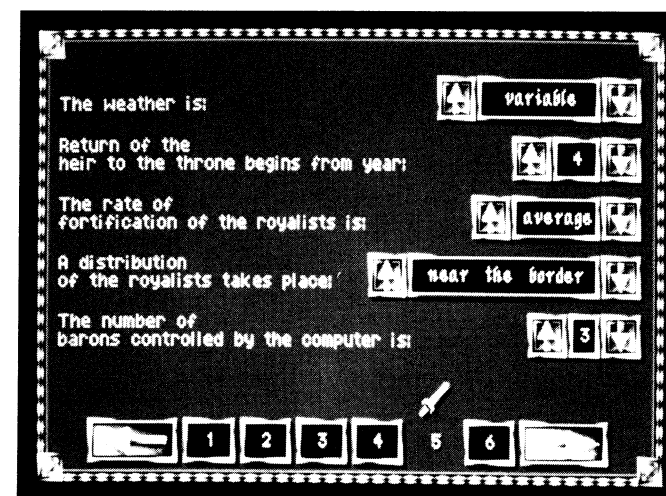 The weather is: variable
Return of the
heir to the throne begins from year: 4
The rate of
fortification of the royalists is: average
A distribution
of the royalists takes place: near the border
The number of
barons controlled by the computer is: 3
1 2 3 4 5 6